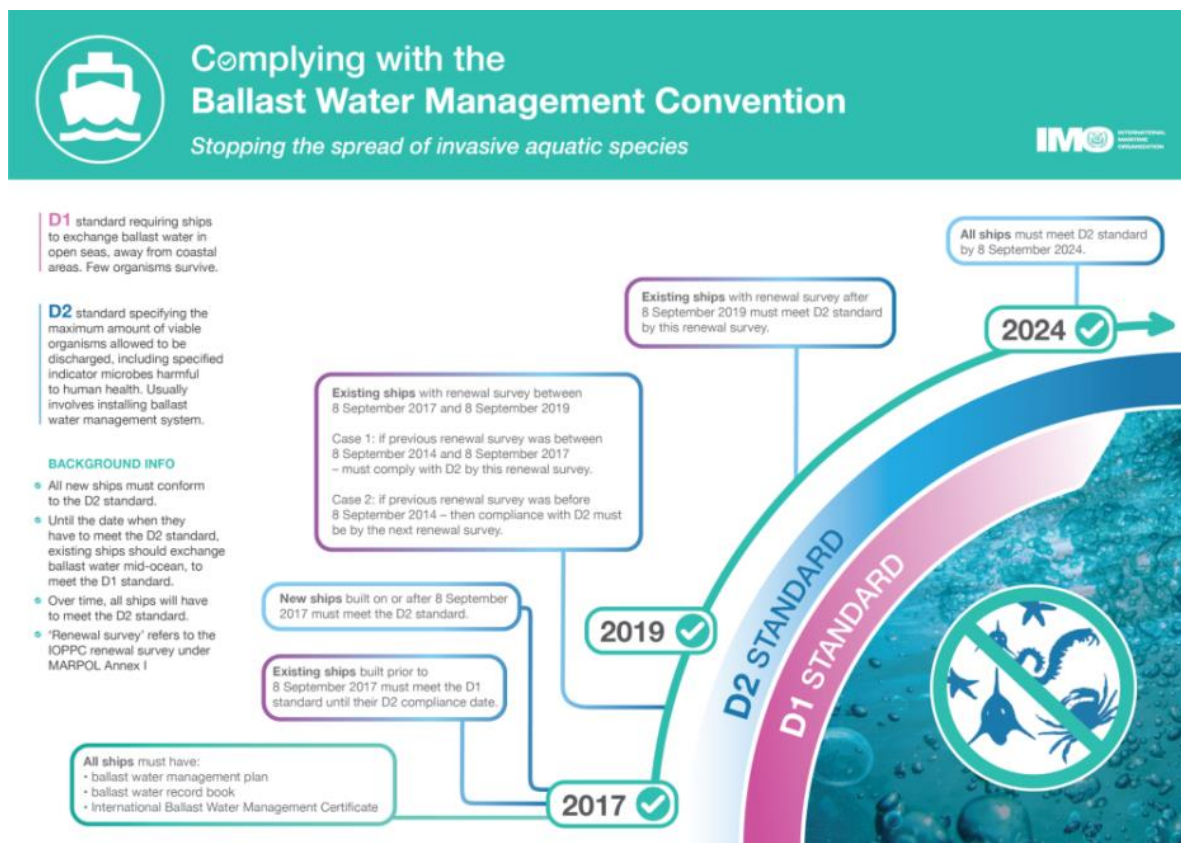 Complying with the
Ballast Water Management Convention
Stopping the spread of invasive aquatic species
IMO
INTERNATIONAL
MARITIME
ORGANIZATION
D1 standard requiring ships
to exchange ballast water in
open seas, away from coastal
areas. Few organisms survive.
D2 standard specifying the
maximum amount of viable
organisms allowed to be
discharged, including specified
indicator microbes harmful
to human health. Usually
involves installing ballast
water management system.
BACKGROUND INFO
All new ships must conform
to the D2 standard.
Until the date when they
have to meet the D2 standard,
existing ships should exchange
ballast water mid-ocean, to
meet the D1 standard.
Over time, all ships will have
to meet the D2 standard.
‘Renewal survey’ refers to the
IOPPC renewal survey under
MARPOL Annex I
All ships must meet D2 standard
by 8 September 2024.
2024
Existing ships with renewal survey after
8 September 2019 must meet D2 standard
by this renewal survey.
Existing ships with renewal survey between
8 September 2017 and 8 September 2019
Case 1: if previous renewal survey was between
8 September 2014 and 8 September 2017
– must comply with D2 by this renewal survey.
Case 2: if previous renewal survey was before
8 September 2014 – then compliance with D2 must
be by the next renewal survey.
2019
New ships built on or after 8 September
2017 must meet the D2 standard.
Existing ships built prior to
8 September 2017 must meet the D1
standard until their D2 compliance date.
All ships must have:
• ballast water management plan
• ballast water record book
• International Ballast Water Management Certificate
2017
D2 STANDARD
D1 STANDARD